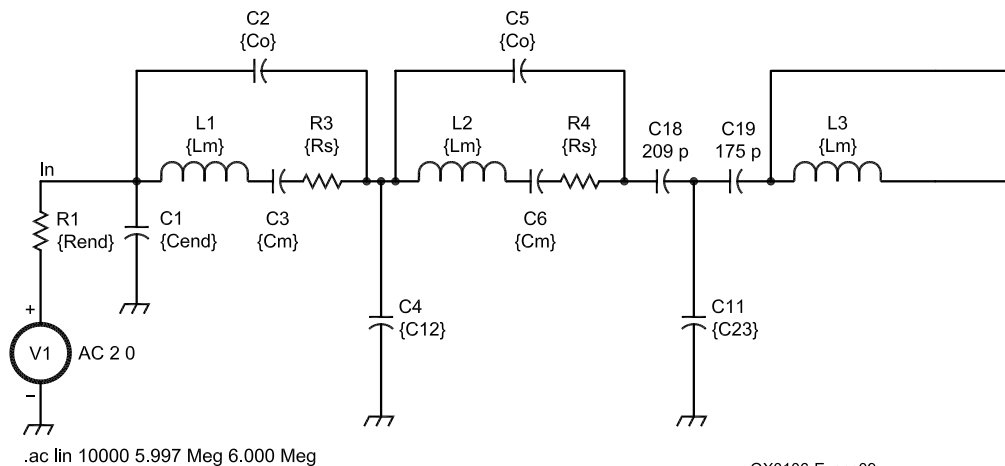 C2
{Co}
C5
{Co}
L1
{Lm}
R3
{Rs}
L2
{Lm}
R4
{Rs}
C18
209 p
C19
175 p
L3
{Lm}
In
R1
{Rend}
C1
{Cend}
C3
{Cm}
C6
{Cm}
+
V1
AC 2 0
−
C4
{C12}
C11
{C23}
.ac lin 10000 5.997 Meg 6.000 Meg